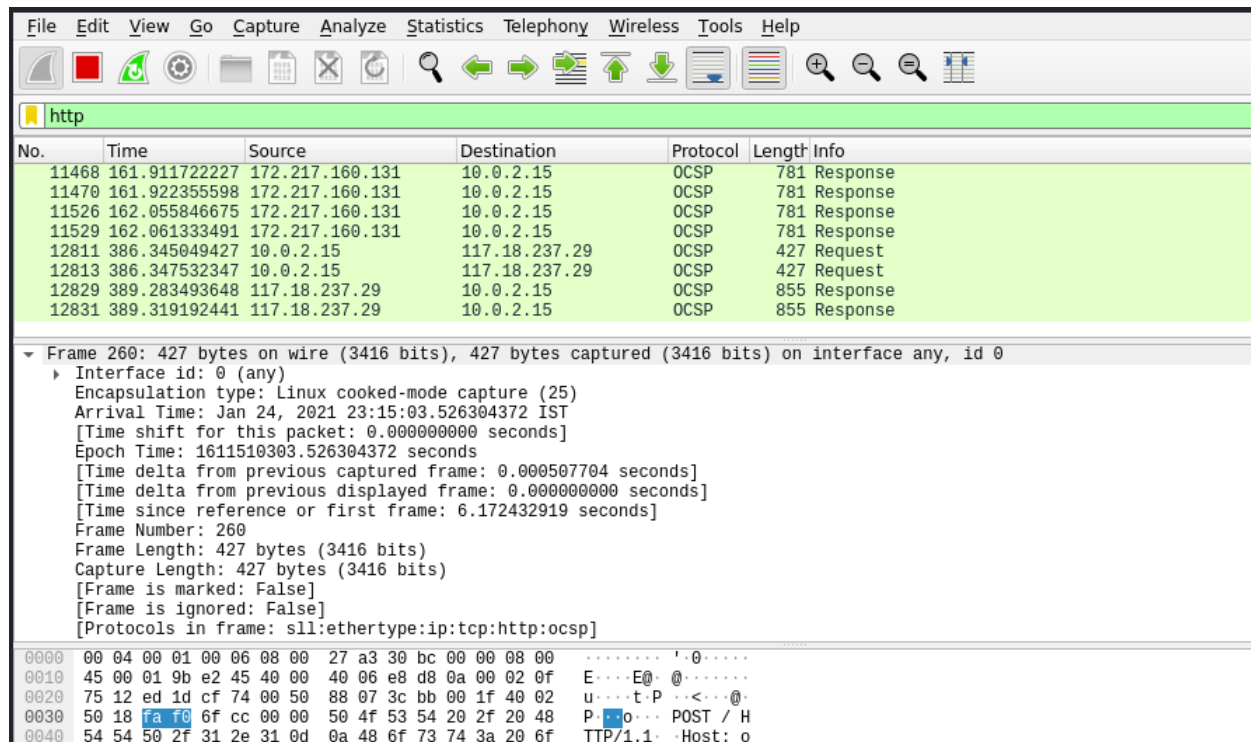 File Edit View Go Capture Analyze Statistics Telephony Wireless Tools Help
http
No. Time Source Destination Protocol Length Info
11468 161.911722227 172.217.160.131 10.0.2.15 OCSP 781 Response
11470 161.922355598 172.217.160.131 10.0.2.15 OCSP 781 Response
11526 162.055846675 172.217.160.131 10.0.2.15 OCSP 781 Response
11529 162.061333491 172.217.160.131 10.0.2.15 OCSP 781 Response
12811 386.345049427 10.0.2.15 117.18.237.29 OCSP 427 Request
12813 386.347532347 10.0.2.15 117.18.237.29 OCSP 427 Request
12829 389.283493648 117.18.237.29 10.0.2.15 OCSP 855 Response
12831 389.319192441 117.18.237.29 10.0.2.15 OCSP 855 Response
Frame 260: 427 bytes on wire (3416 bits), 427 bytes captured (3416 bits) on interface any, id 0
Interface id: 0 (any)
Encapsulation type: Linux cooked-mode capture (25)
Arrival Time: Jan 24, 2021 23:15:03.526304372 IST
[Time shift for this packet: 0.000000000 seconds]
Epoch Time: 1611510303.526304372 seconds
[Time delta from previous captured frame: 0.000507704 seconds]
[Time delta from previous displayed frame: 0.000000000 seconds]
[Time since reference or first frame: 6.172432919 seconds]
Frame Number: 260
Frame Length: 427 bytes (3416 bits)
Capture Length: 427 bytes (3416 bits)
[Frame is marked: False]
[Frame is ignored: False]
[Protocols in frame: sll:ethertype:ip:tcp:http:ocsp]
0000 00 04 00 01 00 06 08 00 27 a3 30 bc 00 00 08 00 ········ '·0·····
0010 45 00 01 9b e2 45 40 00 40 06 e8 d8 0a 00 02 0f E····E@· @·······
0020 75 12 ed 1d cf 74 00 50 88 07 3c bb 00 1f 40 02 u····t·P ··<···@·
0030 50 18 fa f0 6f cc 00 00 50 4f 53 54 20 2f 20 48 P···o··· POST / H
0040 54 54 50 2f 31 2e 31 0d 0a 48 6f 73 74 3a 20 6f TTP/1.1· ·Host: o